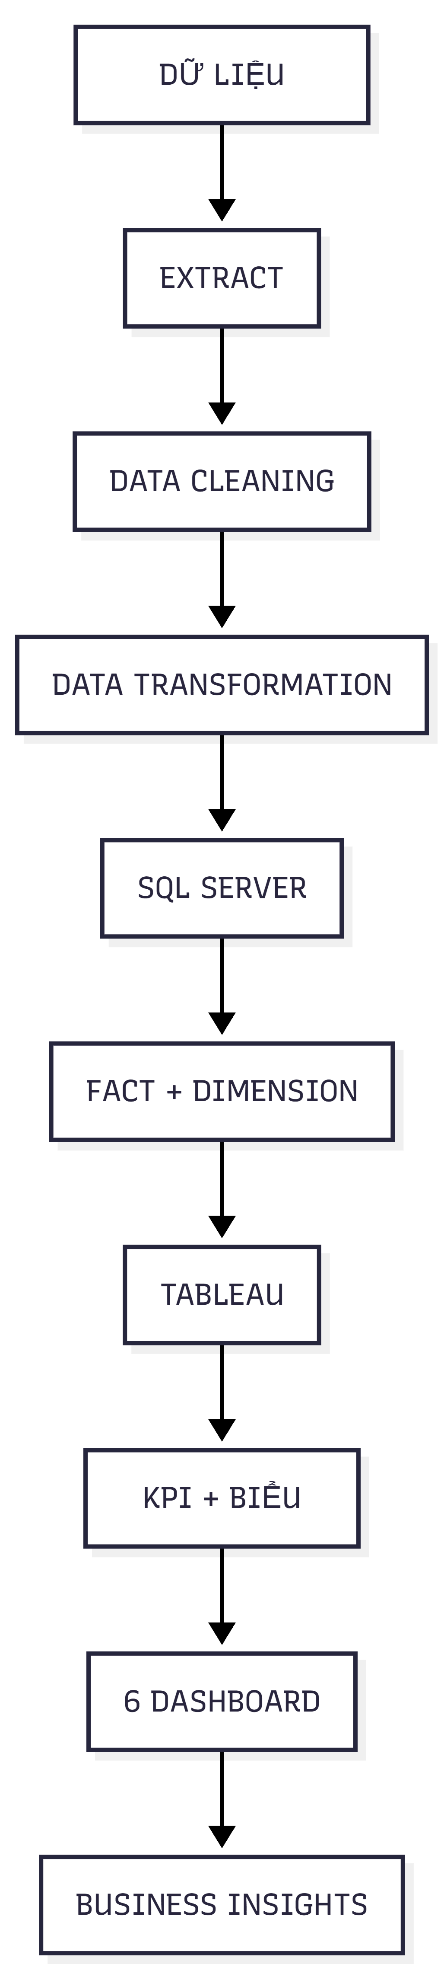 DỮ LIỆU
EXTRACT
DATA CLEANING
DATA TRANSFORMATION
SQL SERVER
FACT + DIMENSION
TABLEAU
KPI + BIỂU
6 DASHBOARD
BUSINESS INSIGHTS